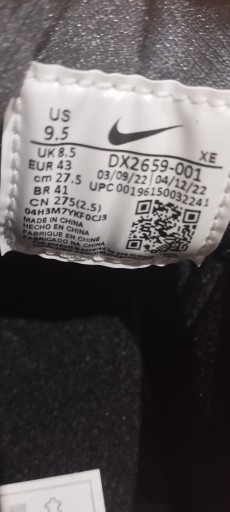 US
9.5
UK 8.5
EUR 43
cm 27.5
BR 41
CN 275(2.5)
04H3M7YKF0CJ3
MADE IN CHINA
HECHO EN CHINA
FABRIQUE EN CHINE
FABRICADO NA CHINA
XE
DX2659-001
03/09/22 04/12/22
UPC 00196150032241